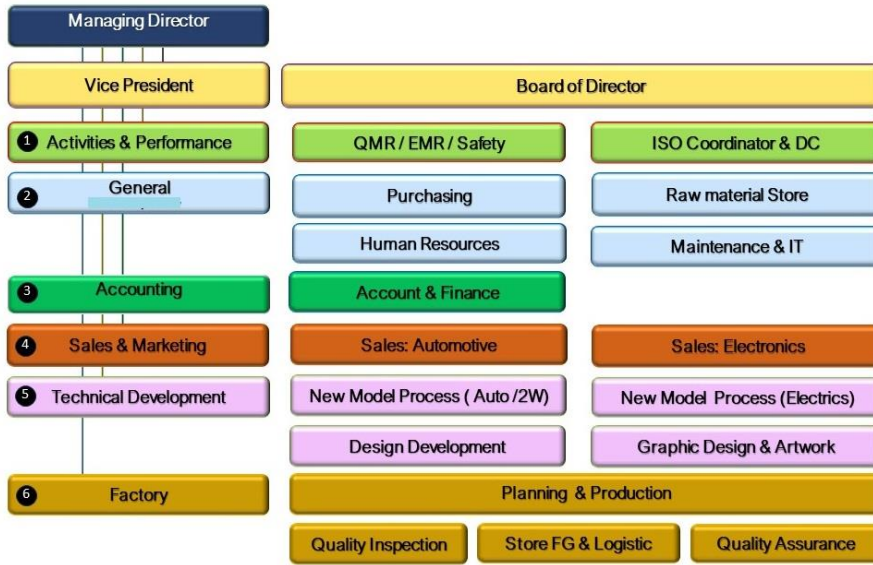 Managing Director
Vice President
Board of Director
1 Activities & Performance
QMR / EMR / Safety
ISO Coordinator & DC
2 General
Purchasing
Raw material Store
Human Resources
Maintenance & IT
3 Accounting
Account & Finance
4 Sales & Marketing
Sales: Automotive
Sales: Electronics
5 Technical Development
New Model Process ( Auto /2W)
New Model Process (Electrics)
Design Development
Graphic Design & Artwork
6 Factory
Planning & Production
Quality Inspection
Store FG & Logistic
Quality Assurance